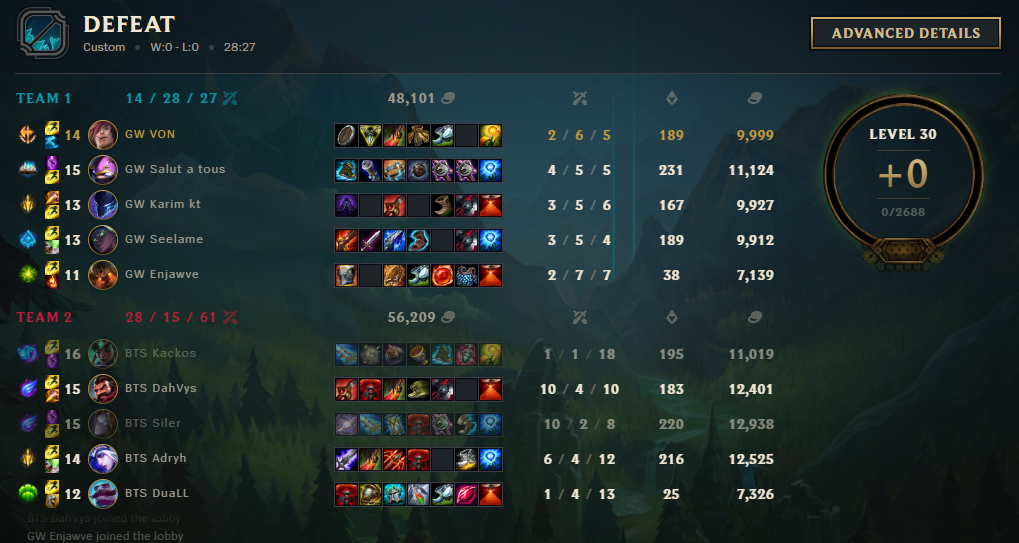 DEFEAT
Custom • W:0 - L:0 • 28:27
ADVANCED DETAILS
TEAM 1 14 / 28 / 27 48,101
14 GW VON 2 / 6 / 5 189 9,999
15 GW Salut a tous 4 / 5 / 5 231 11,124
13 GW Karim kt 3 / 5 / 6 167 9,927
13 GW Seelame 3 / 5 / 4 189 9,912
11 GW Enjawve 2 / 7 / 7 38 7,139
LEVEL 30
+0
0/2688
TEAM 2 28 / 15 / 61 56,209
16 BTS Kackos 1 / 1 / 18 195 11,019
15 BTS DahVys 10 / 4 / 10 183 12,401
15 BTS Siler 10 / 2 / 8 220 12,938
14 BTS Adryh 6 / 4 / 12 216 12,525
12 BTS DuaLL 1 / 4 / 13 25 7,326
BTS DahVys joined the lobby
GW Enjawve joined the lobby